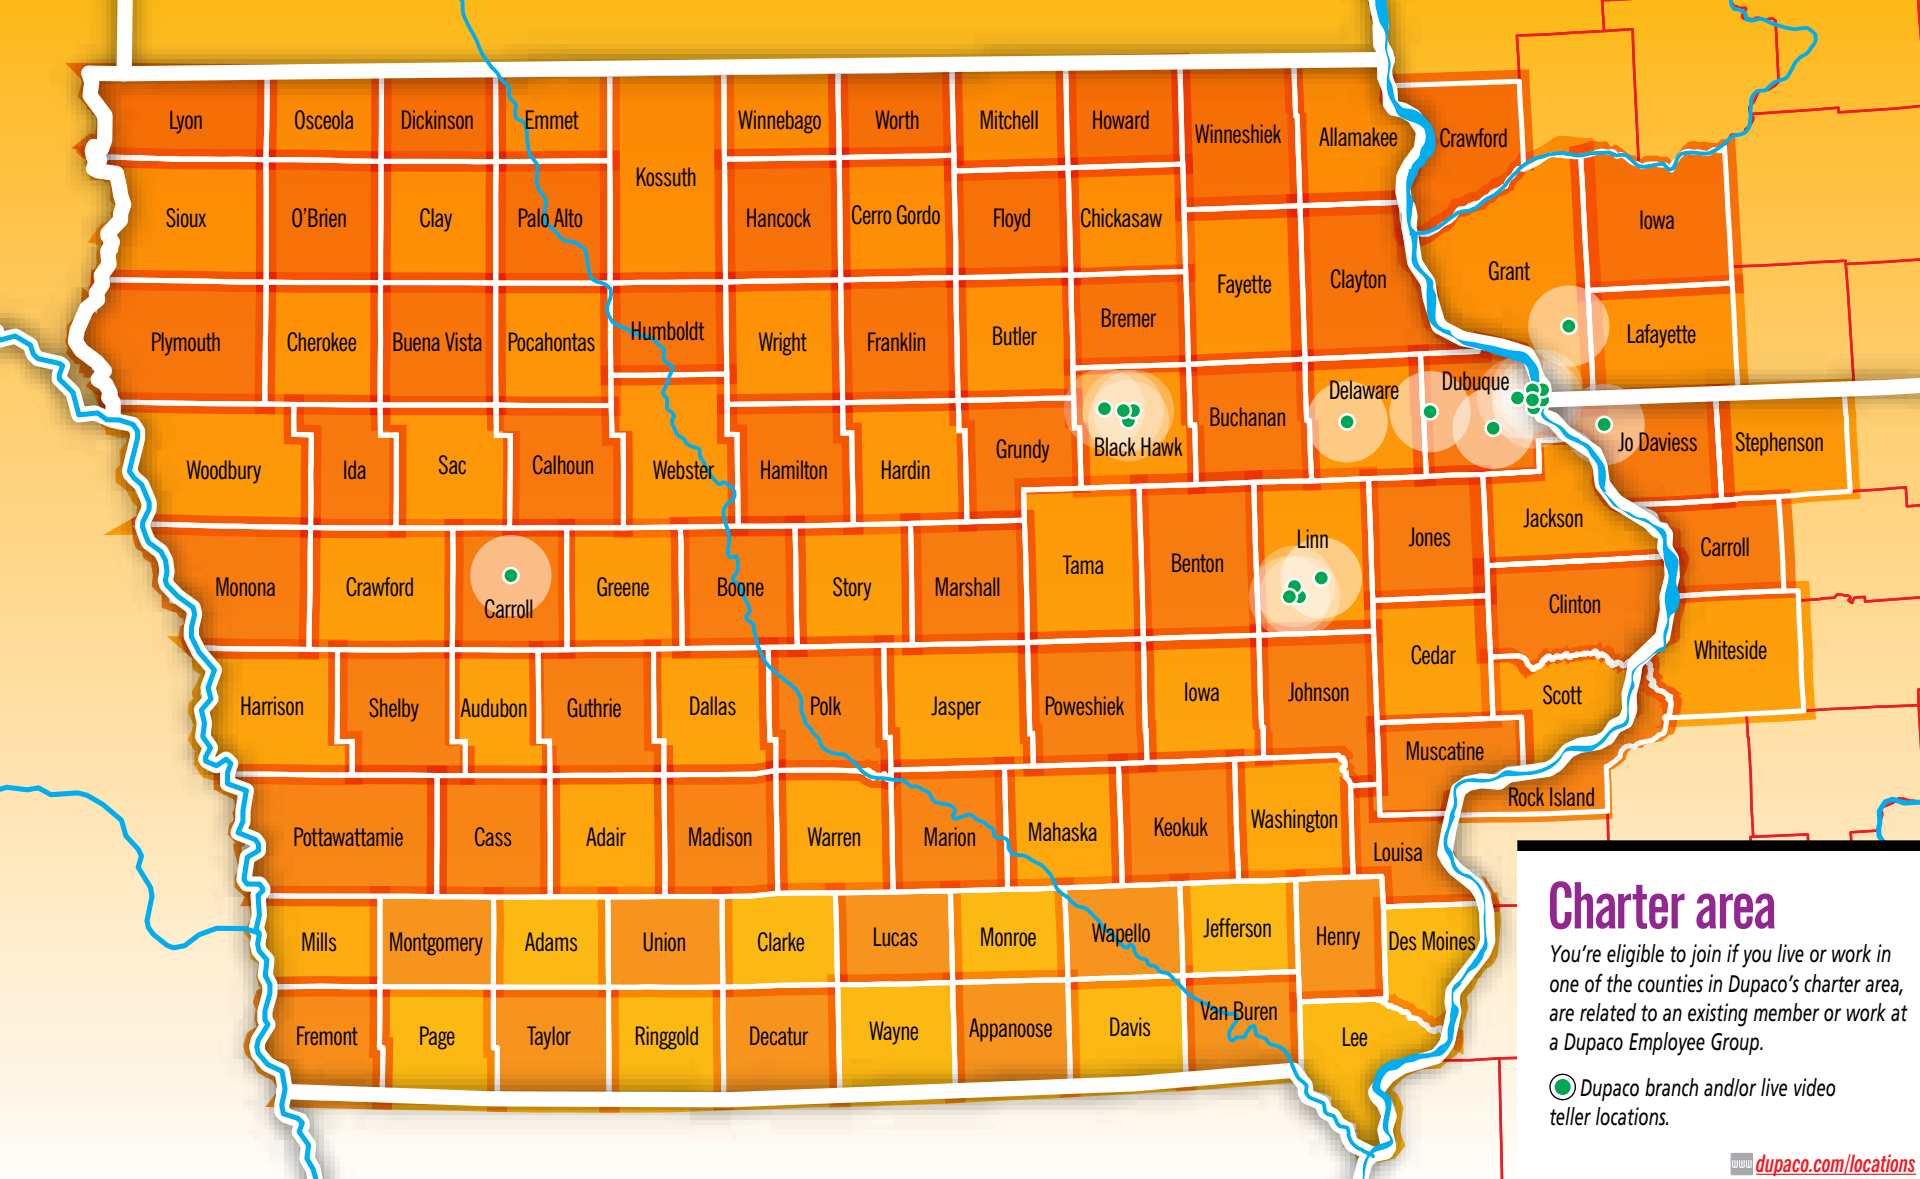 Lyon
Osceola
Dickinson
Emmet
Kossuth
Winnebago
Worth
Mitchell
Howard
Winneshiek
Allamakee
Crawford
Sioux
O'Brien
Clay
Palo Alto
Hancock
Cerro Gordo
Floyd
Chickasaw
Fayette
Clayton
Grant
Iowa
Plymouth
Cherokee
Buena Vista
Pocahontas
Humboldt
Wright
Franklin
Butler
Bremer
Lafayette
Woodbury
Ida
Sac
Calhoun
Webster
Hamilton
Hardin
Grundy
Black Hawk
Buchanan
Delaware
Dubuque
Jo Daviess
Stephenson
Monona
Crawford
Carroll
Greene
Boone
Story
Marshall
Tama
Benton
Linn
Jones
Jackson
Clinton
Carroll
Whiteside
Harrison
Shelby
Audubon
Guthrie
Dallas
Polk
Jasper
Poweshiek
Iowa
Johnson
Cedar
Scott
Muscatine
Rock Island
Pottawattamie
Cass
Adair
Madison
Warren
Marion
Mahaska
Keokuk
Washington
Louisa
Mills
Montgomery
Adams
Union
Clarke
Lucas
Monroe
Wapello
Jefferson
Henry
Des Moines
Fremont
Page
Taylor
Ringgold
Decatur
Wayne
Appanoose
Davis
Van Buren
Lee
Charter area
You're eligible to join if you live or work in
one of the counties in Dupaco's charter area,
are related to an existing member or work at
a Dupaco Employee Group.
Dupaco branch and/or live video
teller locations.
www dupaco.com/locations